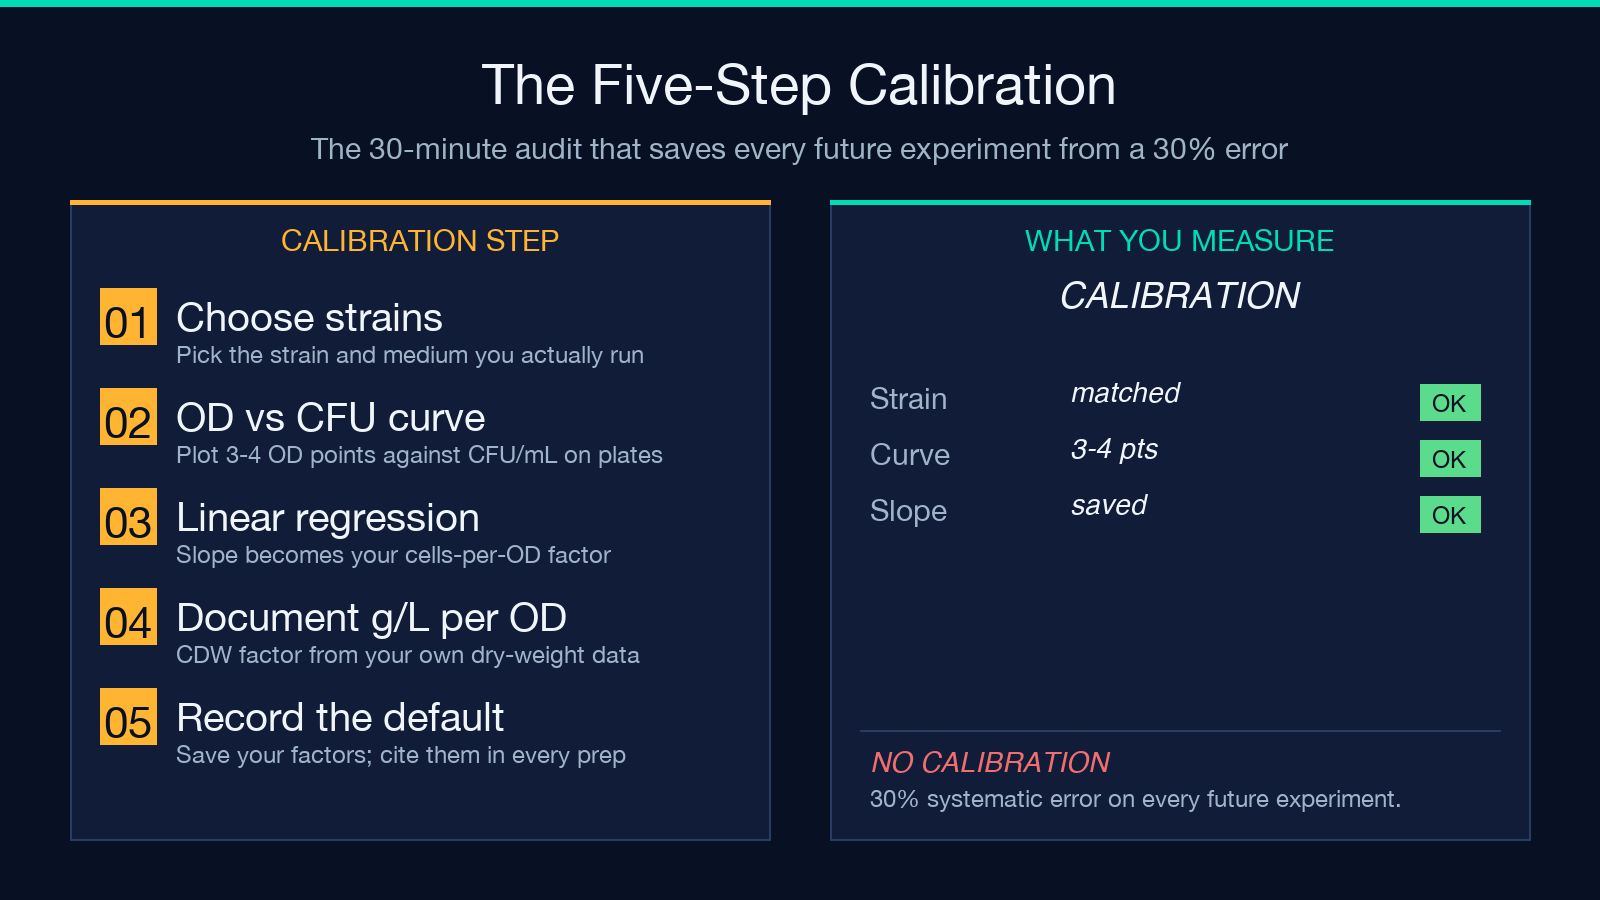 The Five-Step Calibration
The 30-minute audit that saves every future experiment from a 30% error
CALIBRATION STEP
01 Choose strains
Pick the strain and medium you actually run
02 OD vs CFU curve
Plot 3-4 OD points against CFU/mL on plates
03 Linear regression
Slope becomes your cells-per-OD factor
04 Document g/L per OD
CDW factor from your own dry-weight data
05 Record the default
Save your factors; cite them in every prep
WHAT YOU MEASURE
CALIBRATION
Strain matched OK
Curve 3-4 pts OK
Slope saved OK
NO CALIBRATION
30% systematic error on every future experiment.